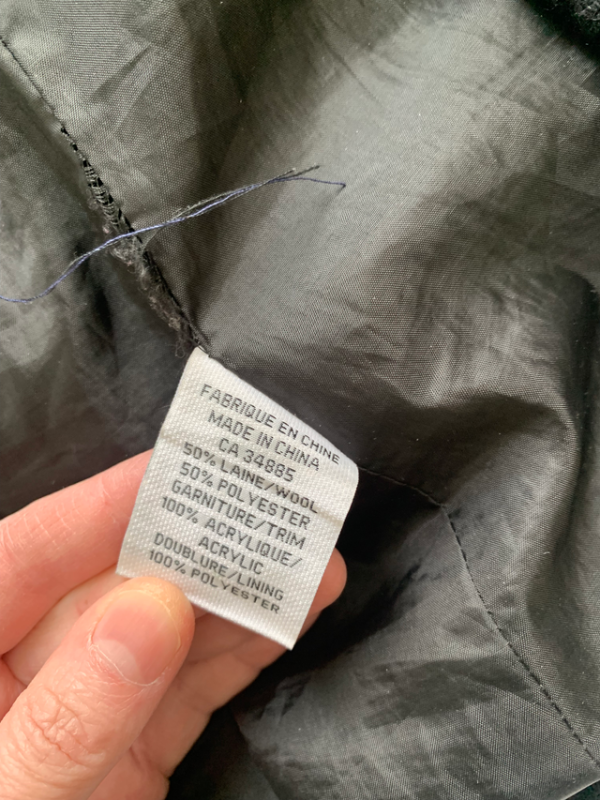 FABRIQUE EN CHINE
MADE IN CHINA
CA 34885
50% LAINE/WOOL
50% POLYESTER
GARNITURE/TRIM
100% ACRYLIQUE/
ACRYLIC
DOUBLURE/LINING
100% POLYESTER